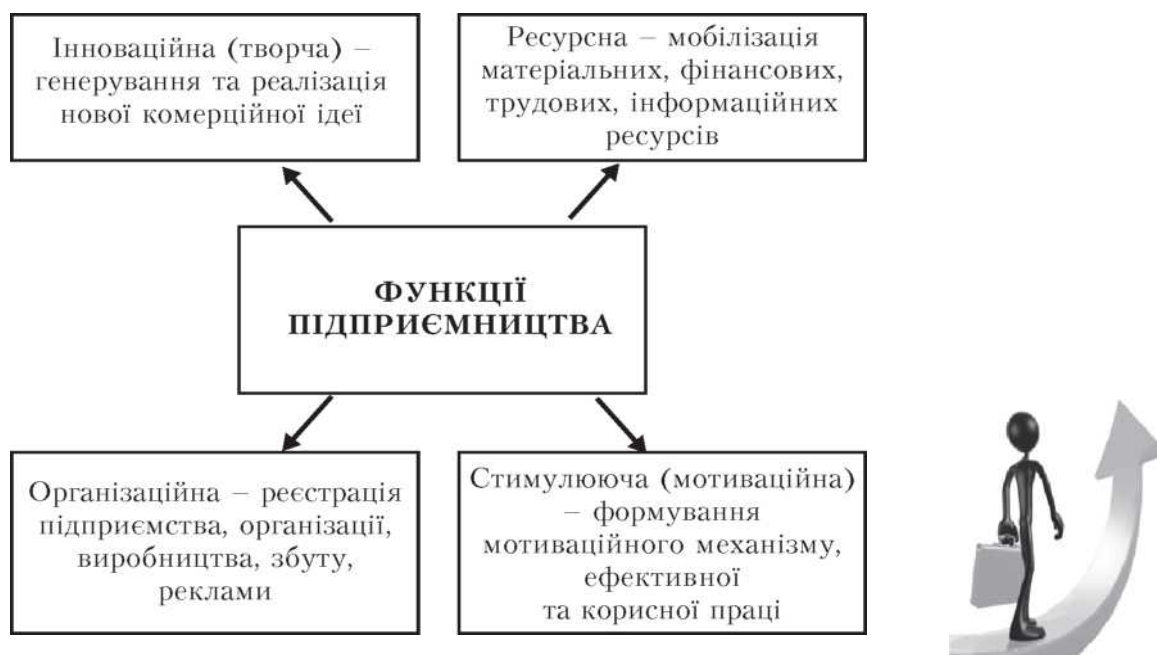 Інноваційна (творча) –
генерування та реалізація
нової комерційної ідеї
Ресурсна – мобілізація
матеріальних, фінансових,
трудових, інформаційних
ресурсів
ФУНКЦІЇ
ПІДПРИЄМНИЦТВА
Організаційна – реєстрація
підприємства, організації,
виробництва, збуту,
реклами
Стимулююча (мотиваційна)
– формування
мотиваційного механізму,
ефективної
та корисної праці